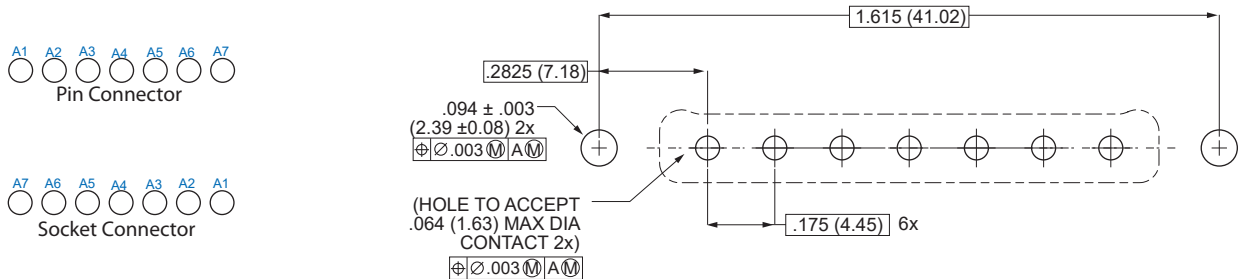 A1 A2 A3 A4 A5 A6 A7
Pin Connector
A7 A6 A5 A4 A3 A2 A1
Socket Connector
1.615 (41.02)
.2825 (7.18)
.094 ± .003
(2.39 ±0.08) 2x
⌖ ∅.003 Ⓜ A Ⓜ
(HOLE TO ACCEPT
.064 (1.63) MAX DIA
CONTACT 2x)
⌖ ∅.003 Ⓜ A Ⓜ
.175 (4.45) 6x